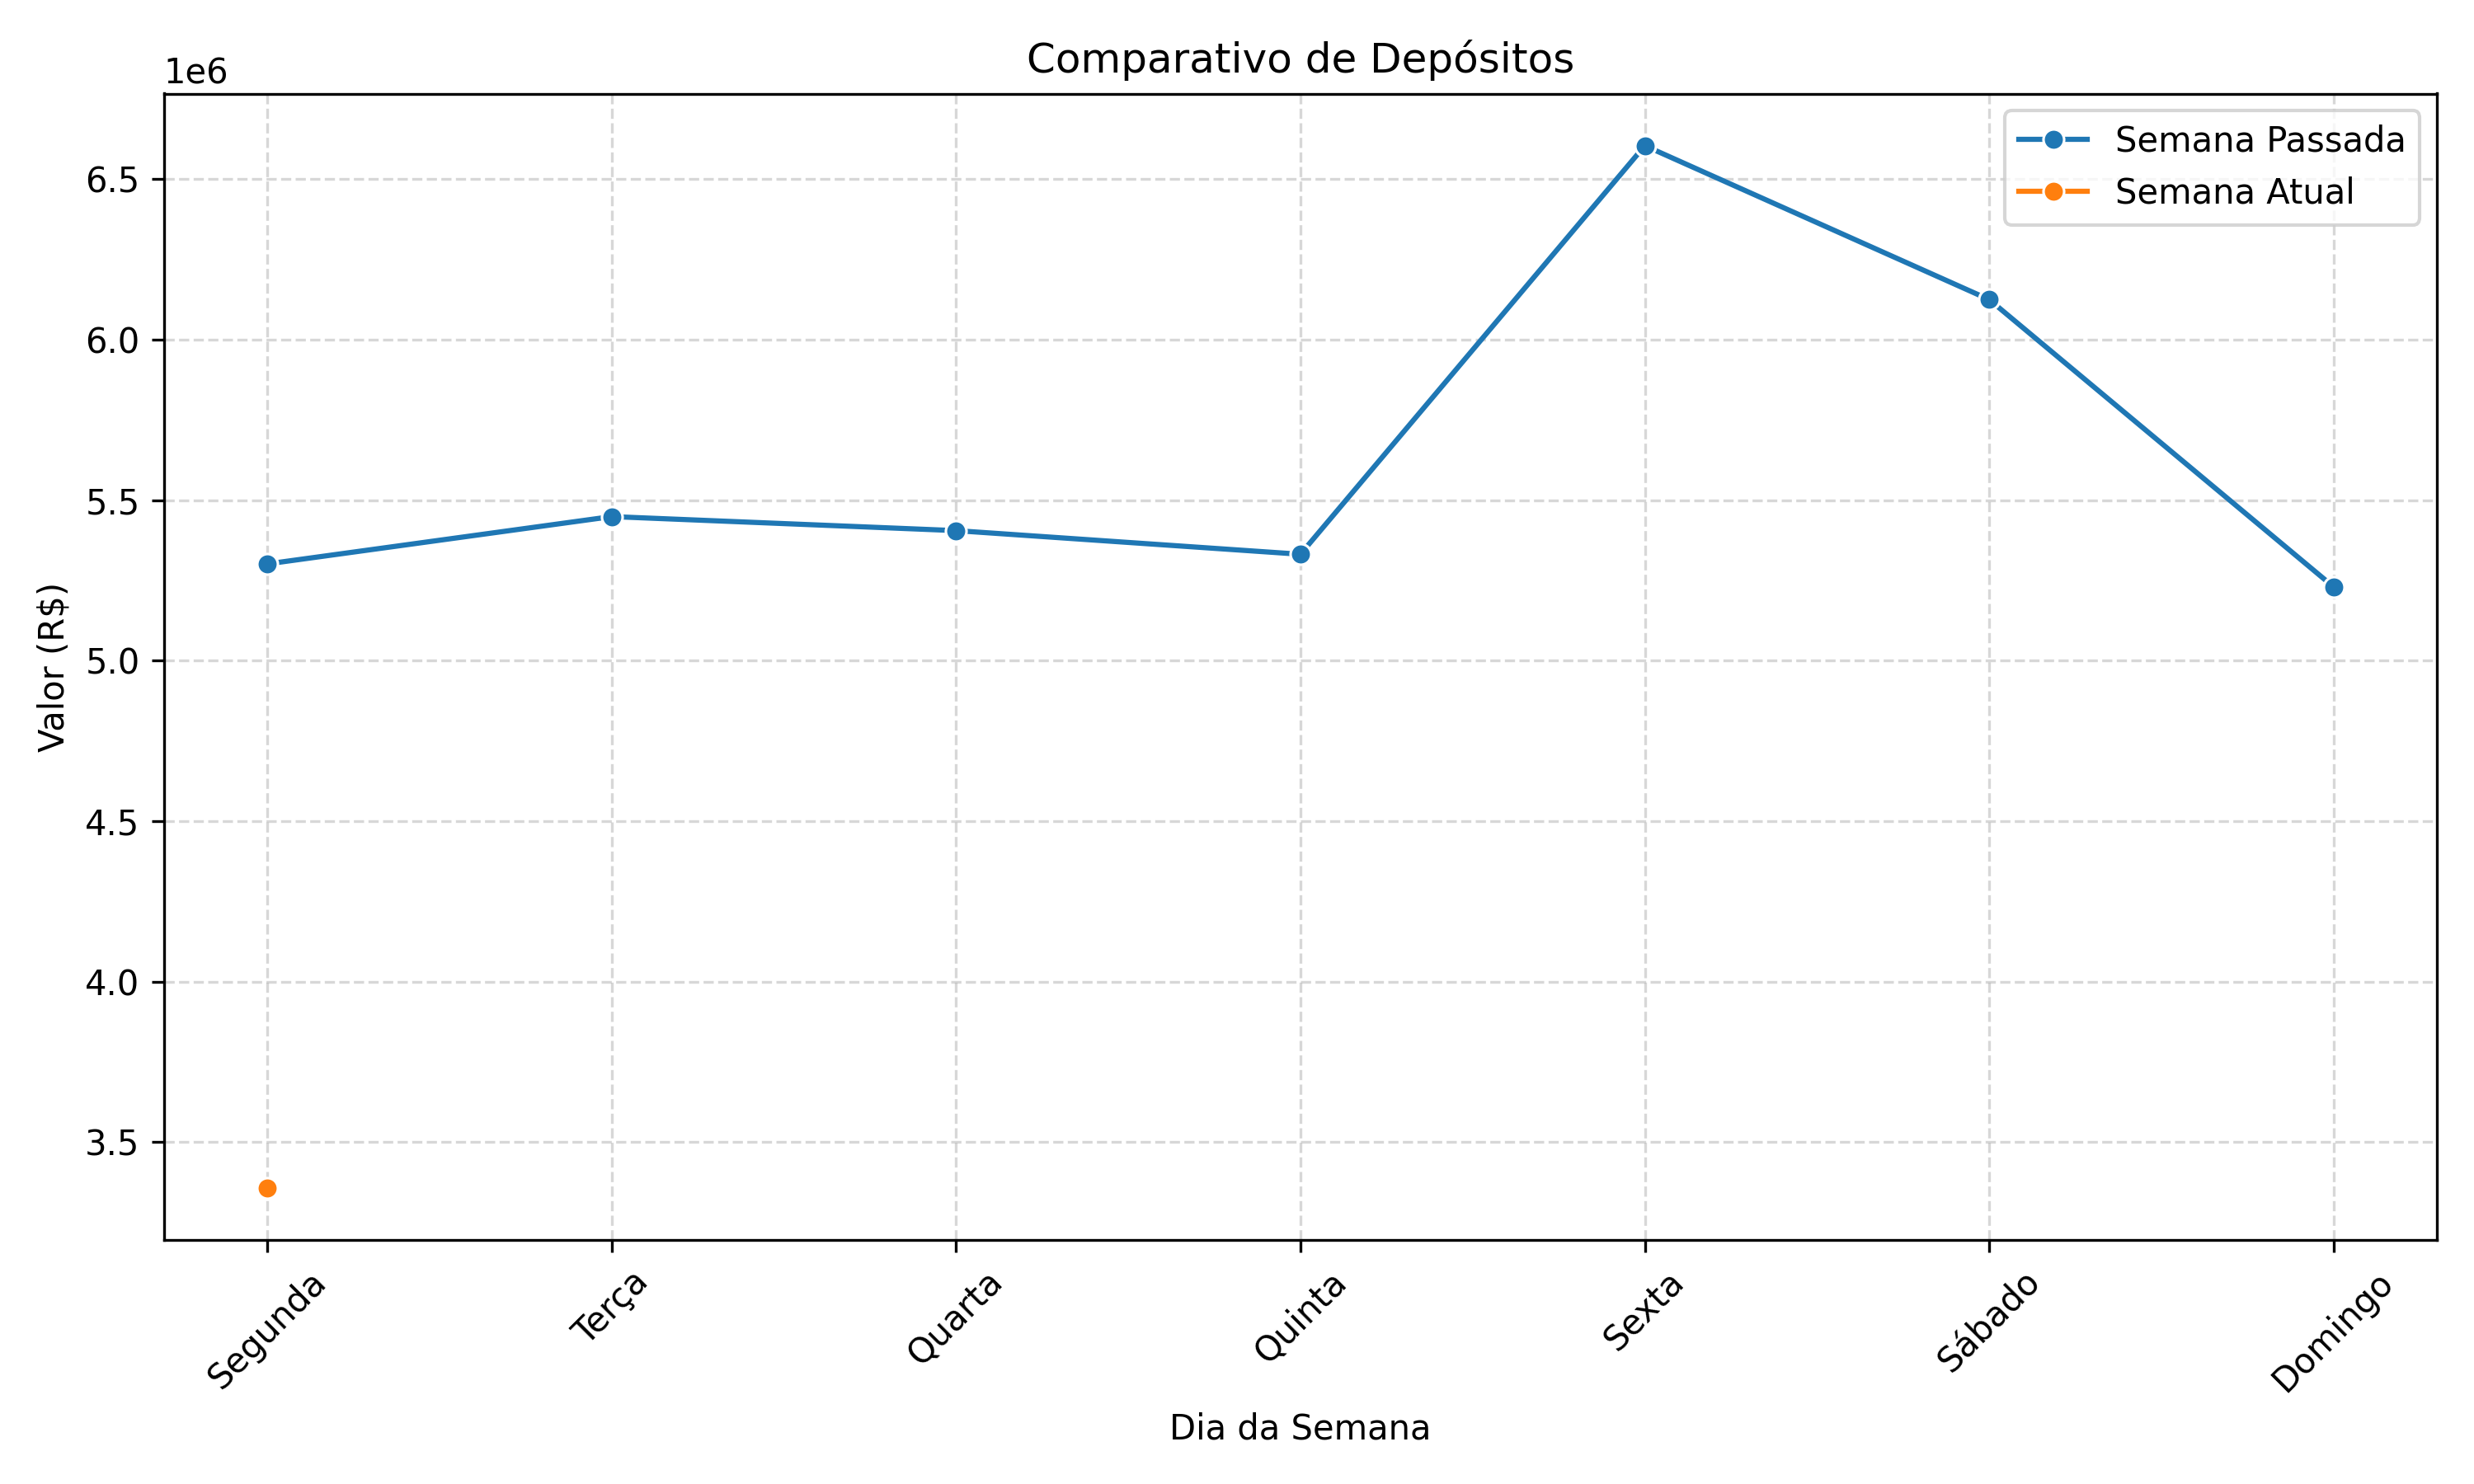 Comparativo de Depósitos
1e6
Semana Passada
Semana Atual
6.5
6.0
5.5
5.0
4.5
4.0
3.5
Valor (R$)
Segunda
Terça
Quarta
Quinta
Sexta
Sábado
Domingo
Dia da Semana